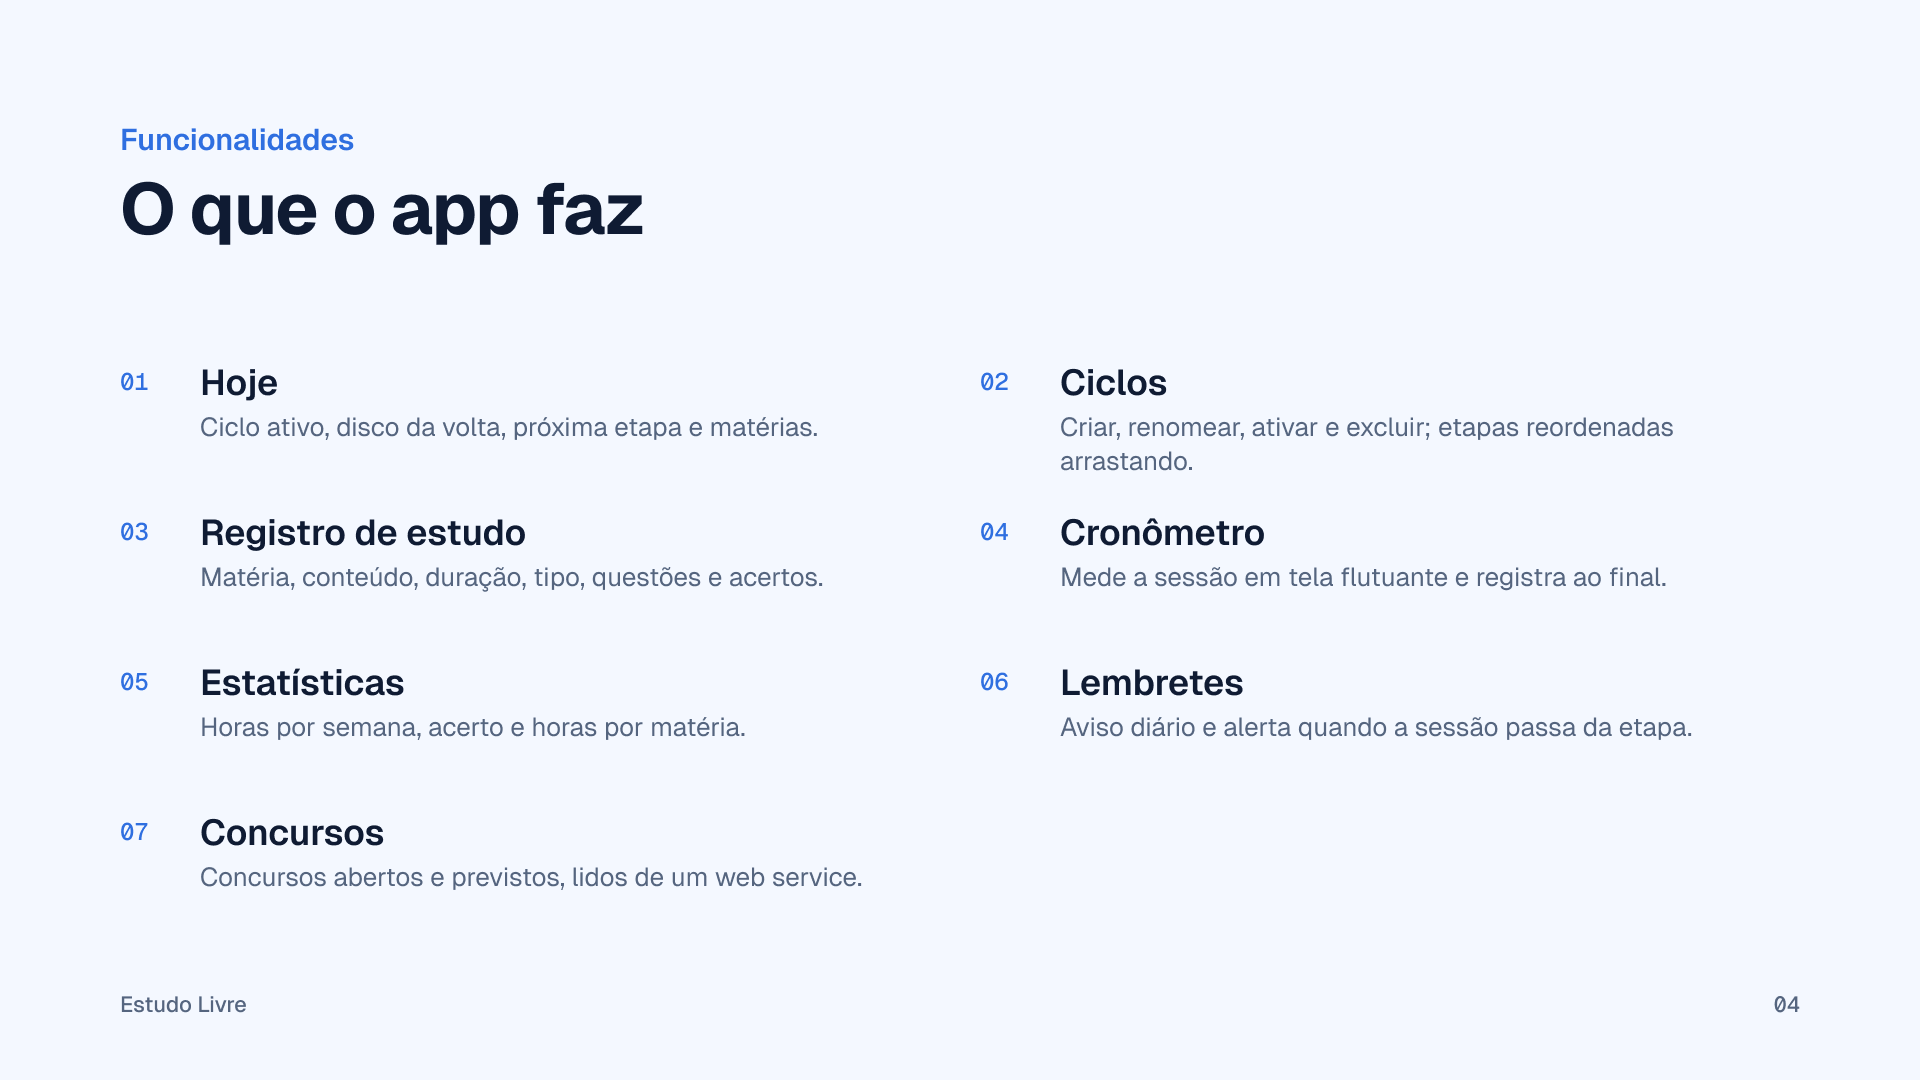 Funcionalidades
O que o app faz
01
Hoje
Ciclo ativo, disco da volta, próxima etapa e matérias.
02
Ciclos
Criar, renomear, ativar e excluir; etapas reordenadas
arrastando.
03
Registro de estudo
Matéria, conteúdo, duração, tipo, questões e acertos.
04
Cronômetro
Mede a sessão em tela flutuante e registra ao final.
05
Estatísticas
Horas por semana, acerto e horas por matéria.
06
Lembretes
Aviso diário e alerta quando a sessão passa da etapa.
07
Concursos
Concursos abertos e previstos, lidos de um web service.
Estudo Livre
04